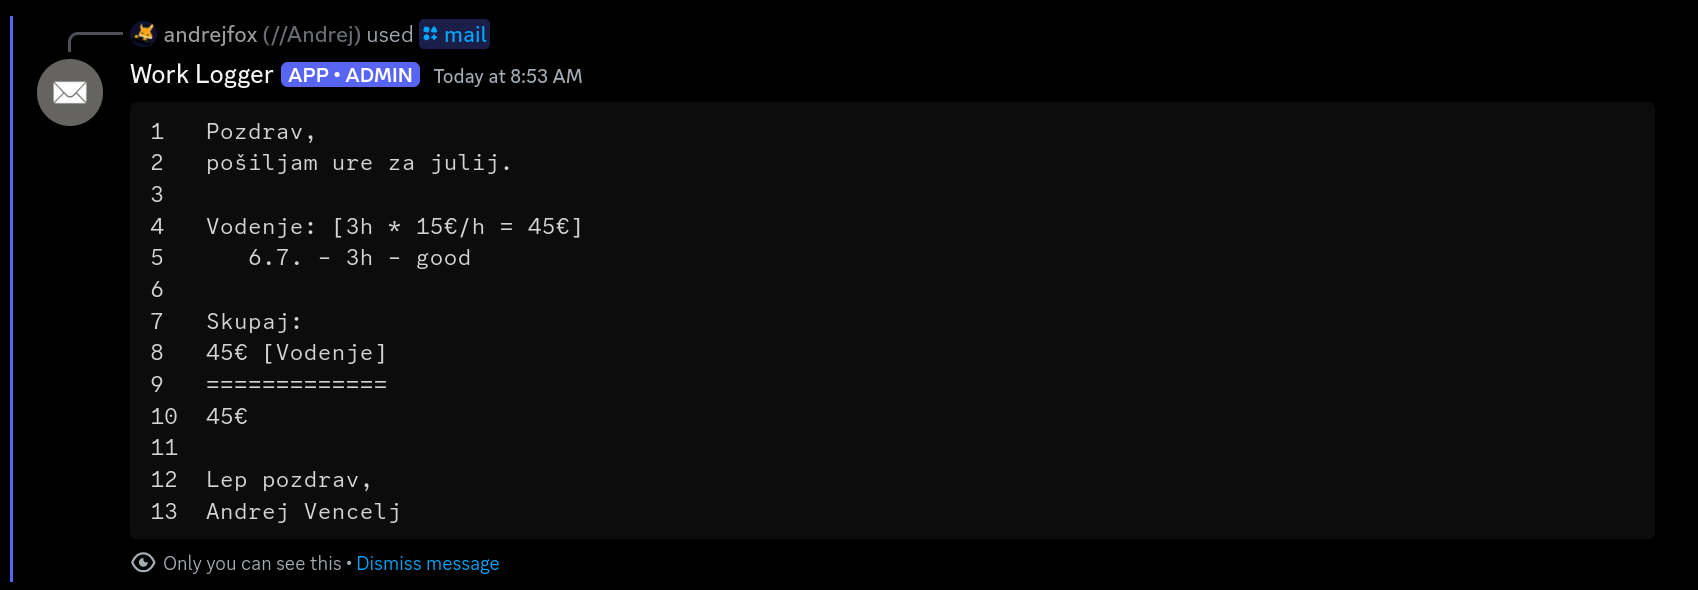 andrejfox (//Andrej) used mail
Work Logger APP • ADMIN Today at 8:53 AM
1 Pozdrav,
2 pošiljam ure za julij.
3
4 Vodenje: [3h * 15€/h = 45€]
5 6.7. - 3h - good
6
7 Skupaj:
8 45€ [Vodenje]
9 =============
10 45€
11
12 Lep pozdrav,
13 Andrej Vencelj
Only you can see this • Dismiss message